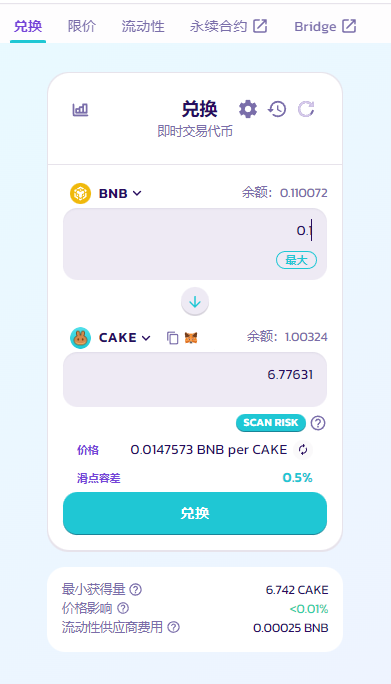 兑换 限价 流动性 永续合约 Bridge
兑换
即时交易代币
BNB 余额: 0.110072
0.1
最大
CAKE 余额: 1.00324
6.77631
SCAN RISK
价格 0.0147573 BNB per CAKE
滑点容差 0.5%
兑换
最小获得量 6.742 CAKE
价格影响 <0.01%
流动性供应商费用 0.00025 BNB